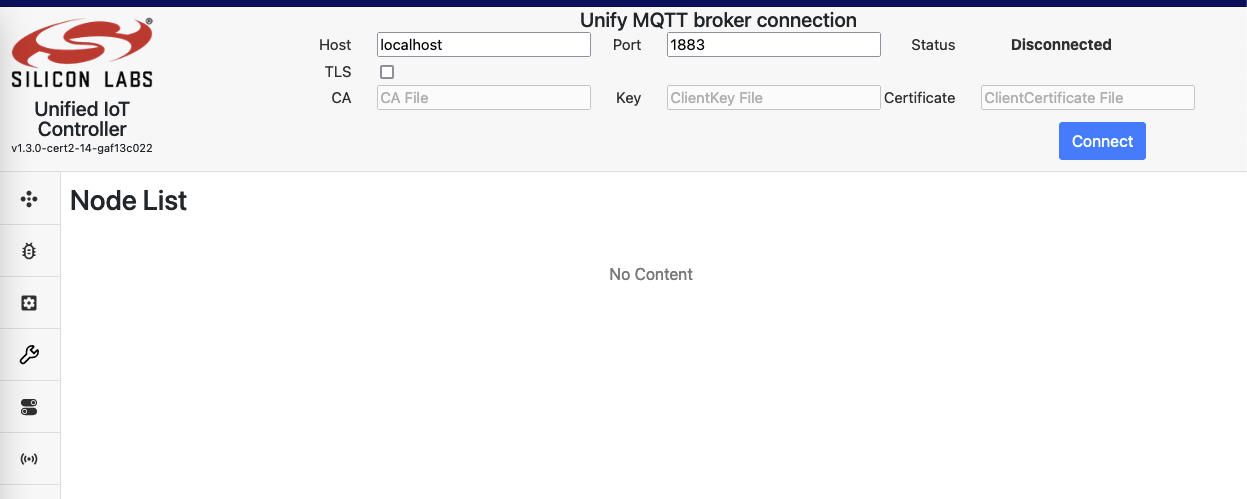 Unify MQTT broker connection
Host localhost Port 1883 Status Disconnected
TLS
CA CA File Key ClientKey File Certificate ClientCertificate File
Connect
SILICON LABS®
Unified IoT
Controller
v1.3.0-cert2-14-gaf13c022
Node List
No Content